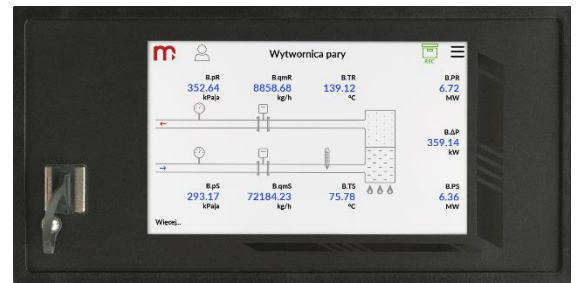 m
Wytwornica pary
REC
B.pR
B.qmR
B.TR
B.PR
352.64
8858.68
139.12
6.72
kPaja
kg/h
°C
MW
B.ΔP
359.14
kW
B.pS
B.qmS
B.TS
B.PS
293.17
72184.23
75.78
6.36
kPaja
kg/h
°C
MW
Więcej...